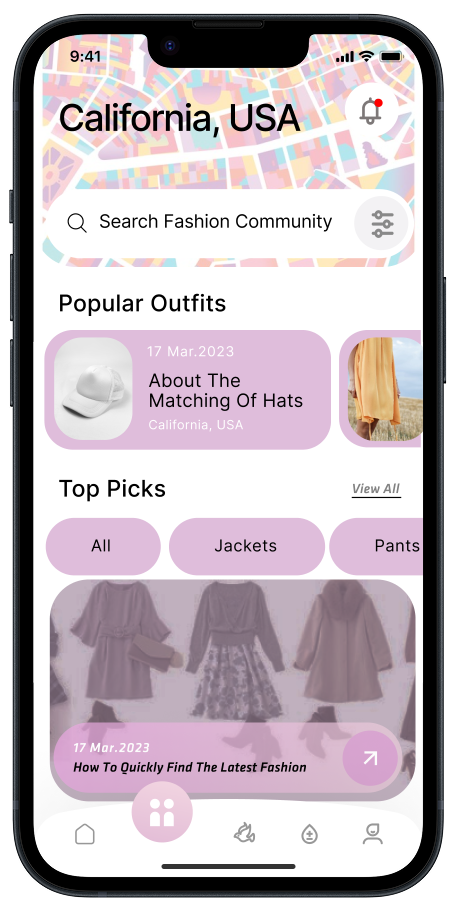 9:41
California, USA
Search Fashion Community
Popular Outfits
17 Mar.2023
About The
Matching Of Hats
California, USA
Top Picks
View All
All
Jackets
Pants
17 Mar.2023
How To Quickly Find The Latest Fashion